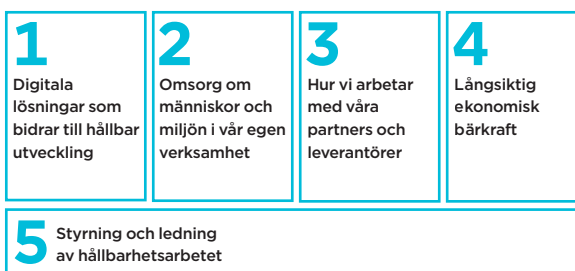 1
Digitala
lösningar som
bidrar till hållbar
utveckling
2
Omsorg om
människor och
miljön i vår egen
verksamhet
3
Hur vi arbetar
med våra
partners och
leverantörer
4
Långsiktig
ekonomisk
bärkraft
5
Styrning och ledning
av hållbarhetsarbetet